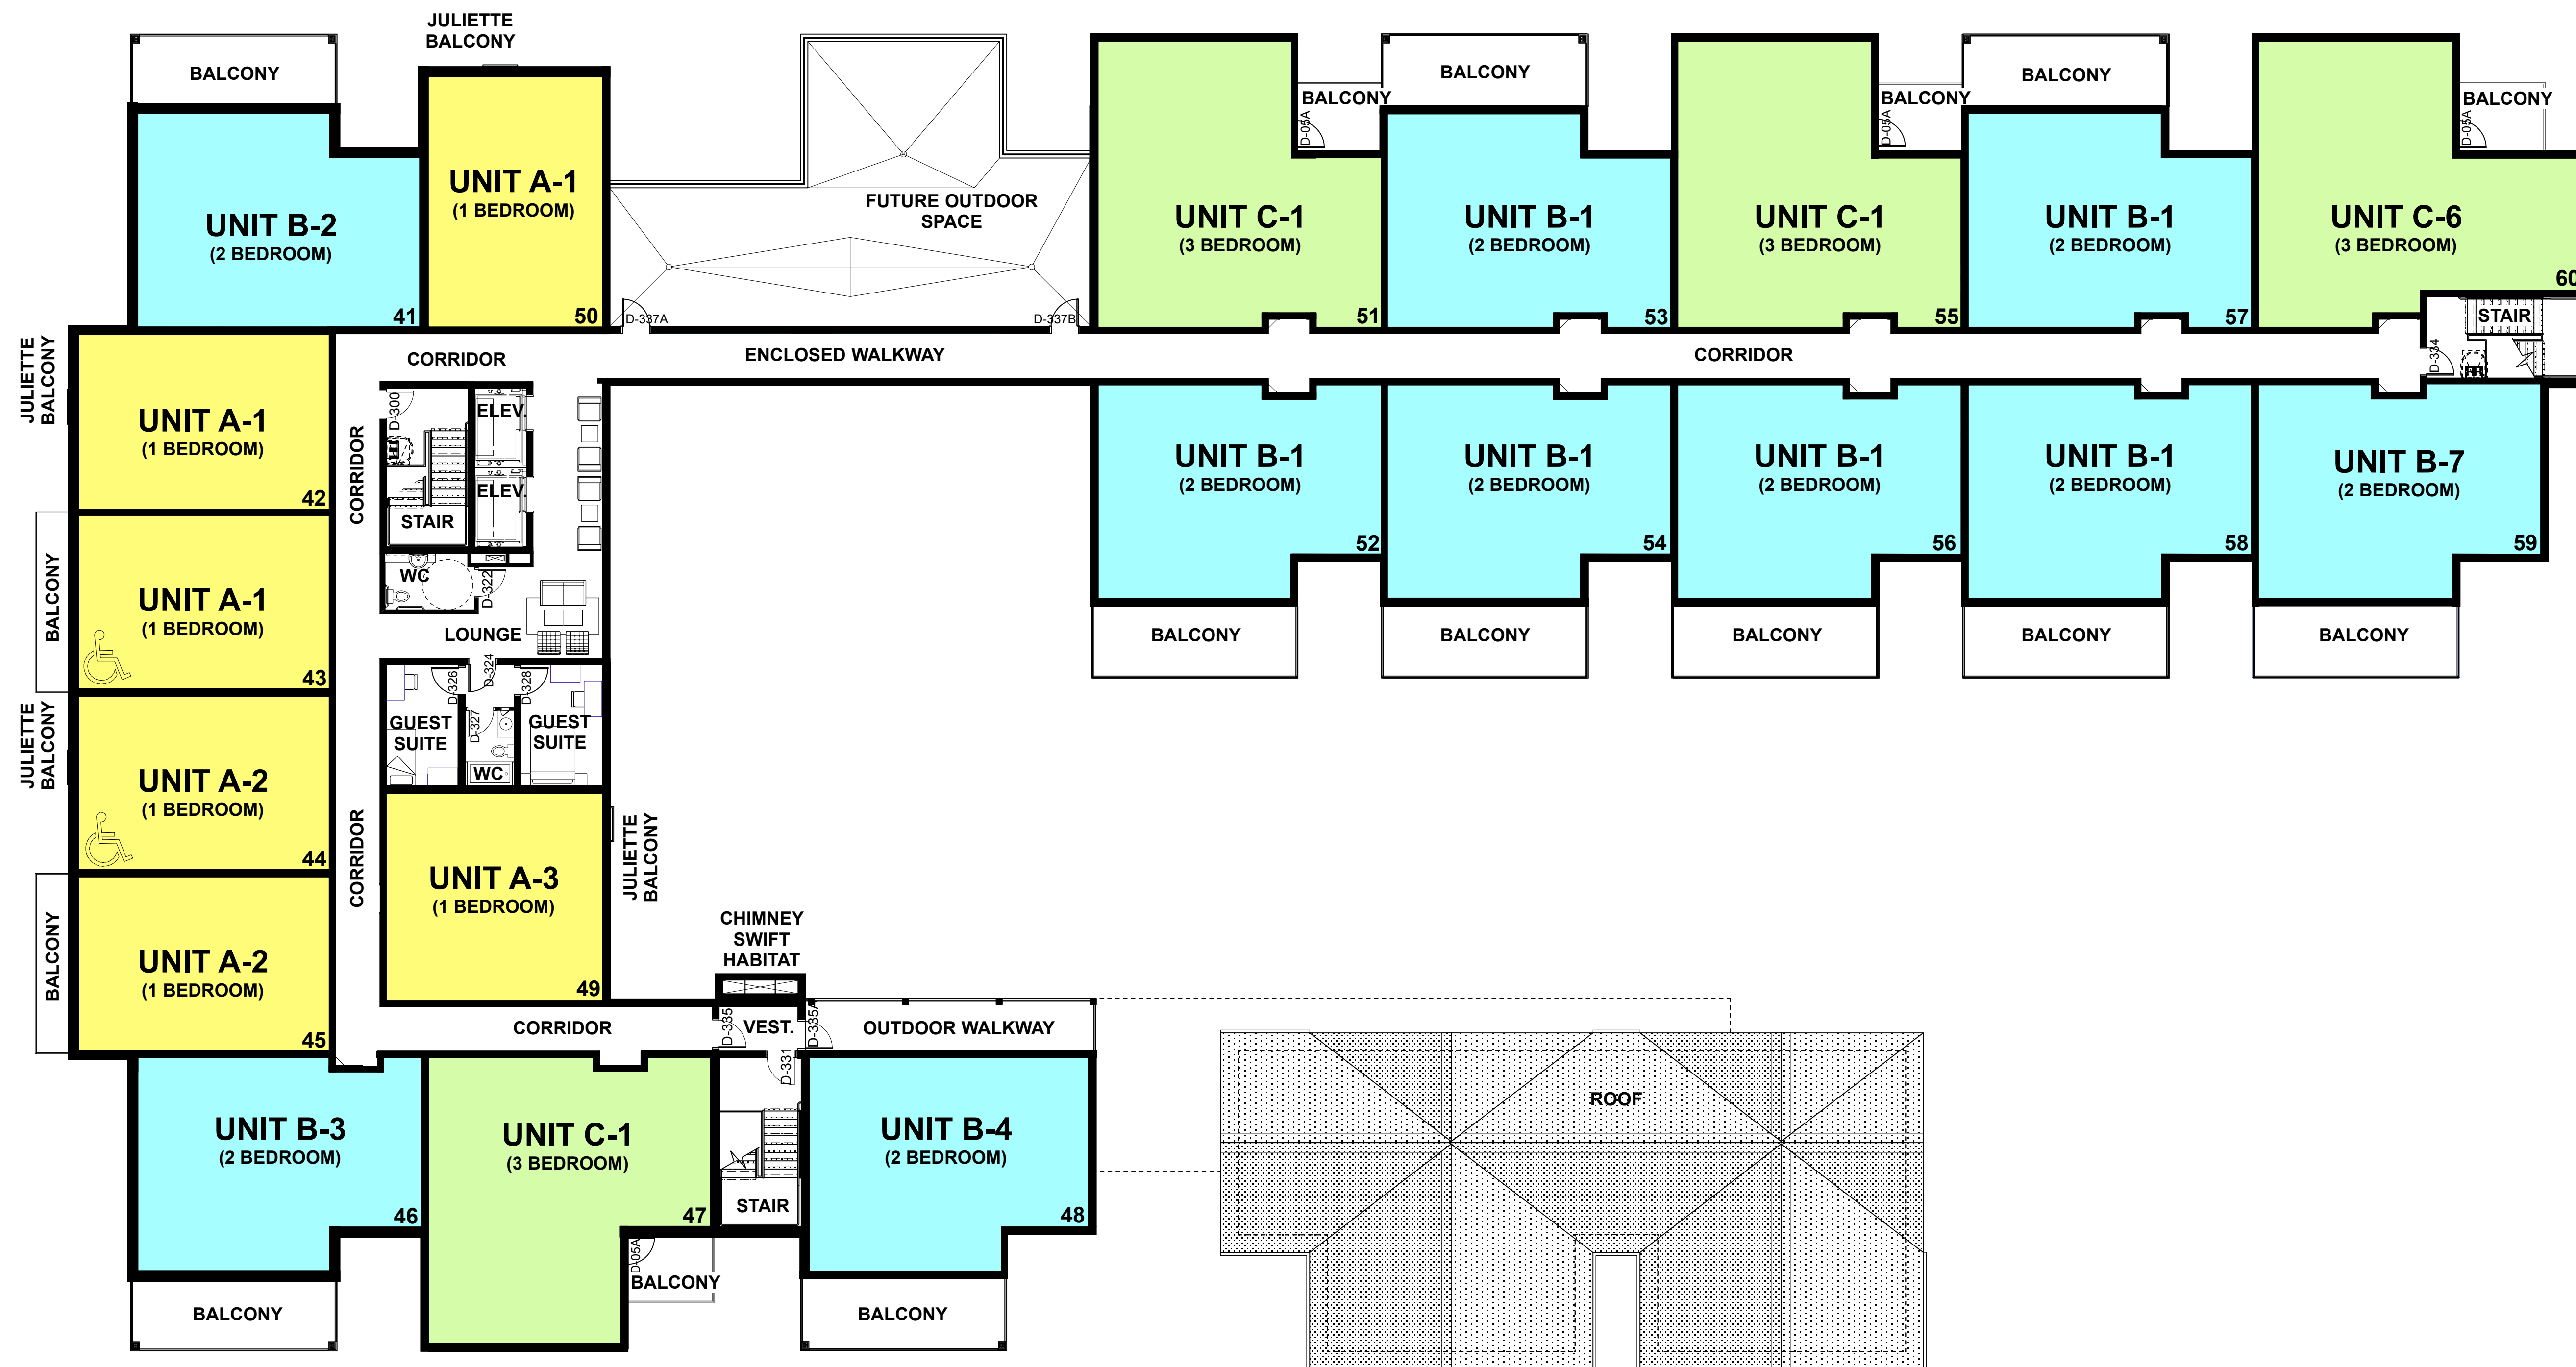 JULIETTE
BALCONY
BALCONY
UNIT B-2
(2 BEDROOM)
41
UNIT A-1
(1 BEDROOM)
50
FUTURE OUTDOOR
SPACE
D-337A
D-337B
UNIT C-1
(3 BEDROOM)
51
BALCONY
D-05A
BALCONY
UNIT B-1
(2 BEDROOM)
53
UNIT C-1
(3 BEDROOM)
55
BALCONY
D-05A
BALCONY
UNIT B-1
(2 BEDROOM)
57
UNIT C-6
(3 BEDROOM)
60
BALCONY
D-05A
STAIR
D-334
CORRIDOR
ENCLOSED WALKWAY
CORRIDOR
JULIETTE
BALCONY
UNIT A-1
(1 BEDROOM)
42
CORRIDOR
D-300
ELEV.
ELEV.
STAIR
WC
D-322
LOUNGE
BALCONY
UNIT A-1
(1 BEDROOM)
43
UNIT B-1
(2 BEDROOM)
52
BALCONY
UNIT B-1
(2 BEDROOM)
54
BALCONY
UNIT B-1
(2 BEDROOM)
56
BALCONY
UNIT B-1
(2 BEDROOM)
58
BALCONY
UNIT B-7
(2 BEDROOM)
59
BALCONY
D-324
D-326
D-328
D-327
GUEST
SUITE
GUEST
SUITE
WC
JULIETTE
BALCONY
UNIT A-2
(1 BEDROOM)
44
CORRIDOR
UNIT A-3
(1 BEDROOM)
49
JULIETTE
BALCONY
BALCONY
UNIT A-2
(1 BEDROOM)
45
CHIMNEY
SWIFT
HABITAT
CORRIDOR
D-335
VEST.
D-335A
OUTDOOR WALKWAY
D-331
UNIT B-3
(2 BEDROOM)
46
BALCONY
UNIT C-1
(3 BEDROOM)
47
D-05A
BALCONY
STAIR
UNIT B-4
(2 BEDROOM)
48
BALCONY
ROOF